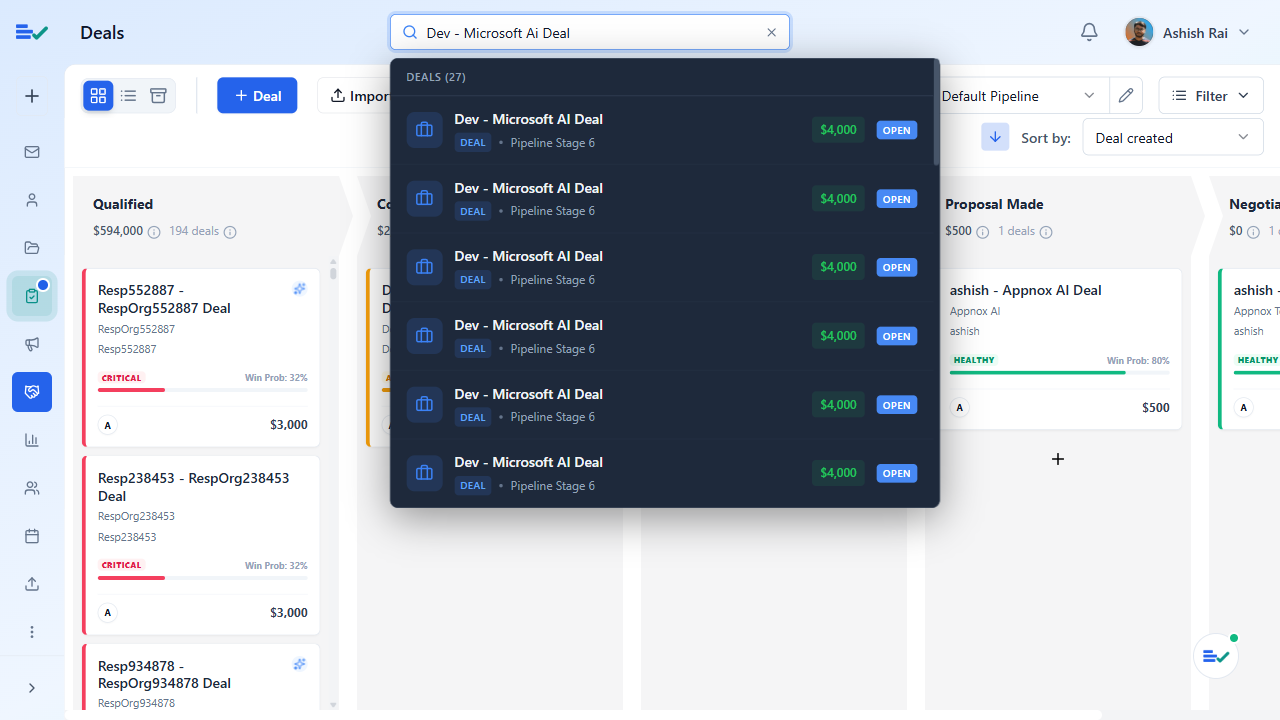 Deals
Dev - Microsoft Ai Deal
Ashish Rai
Deal
Default Pipeline
Filter
Sort by:
Deal created
DEALS (27)
Dev - Microsoft AI Deal
DEAL • Pipeline Stage 6
$4,000
OPEN
Dev - Microsoft AI Deal
DEAL • Pipeline Stage 6
$4,000
OPEN
Dev - Microsoft AI Deal
DEAL • Pipeline Stage 6
$4,000
OPEN
Dev - Microsoft AI Deal
DEAL • Pipeline Stage 6
$4,000
OPEN
Dev - Microsoft AI Deal
DEAL • Pipeline Stage 6
$4,000
OPEN
Dev - Microsoft AI Deal
DEAL • Pipeline Stage 6
$4,000
OPEN
Qualified
$594,000 194 deals
Resp552887 -
RespOrg552887 Deal
RespOrg552887
Resp552887
CRITICAL Win Prob: 32%
A $3,000
Resp238453 - RespOrg238453
Deal
RespOrg238453
Resp238453
CRITICAL Win Prob: 32%
A $3,000
Resp934878 -
RespOrg934878 Deal
RespOrg934878
Proposal Made
$500 1 deals
ashish - Appnox AI Deal
Appnox AI
ashish
HEALTHY Win Prob: 80%
A $500
$0 1
ashish -
Appnox
ashish
HEALTHY
A